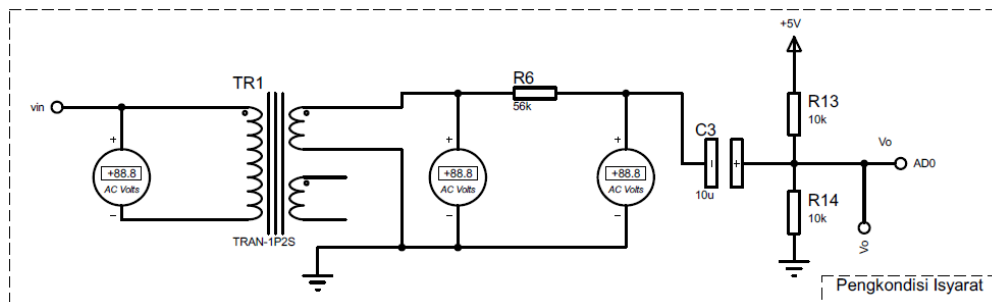 +5V
TR1
R6
56k
vin
C3
R13
10k
Vo
+
+88.8
AC Volts
−
+
+88.8
AC Volts
−
+
+88.8
AC Volts
−
−
+
10u
AD0
R14
10k
Vo
TRAN-1P2S
Pengkondisi Isyarat